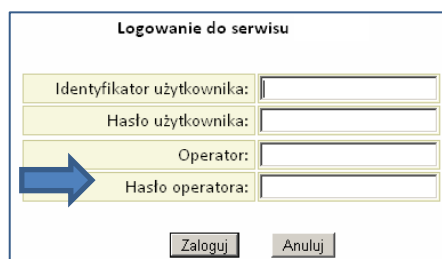 Logowanie do serwisu
Identyfikator użytkownika:
Hasło użytkownika:
Operator:
Hasło operatora:
Zaloguj Anuluj